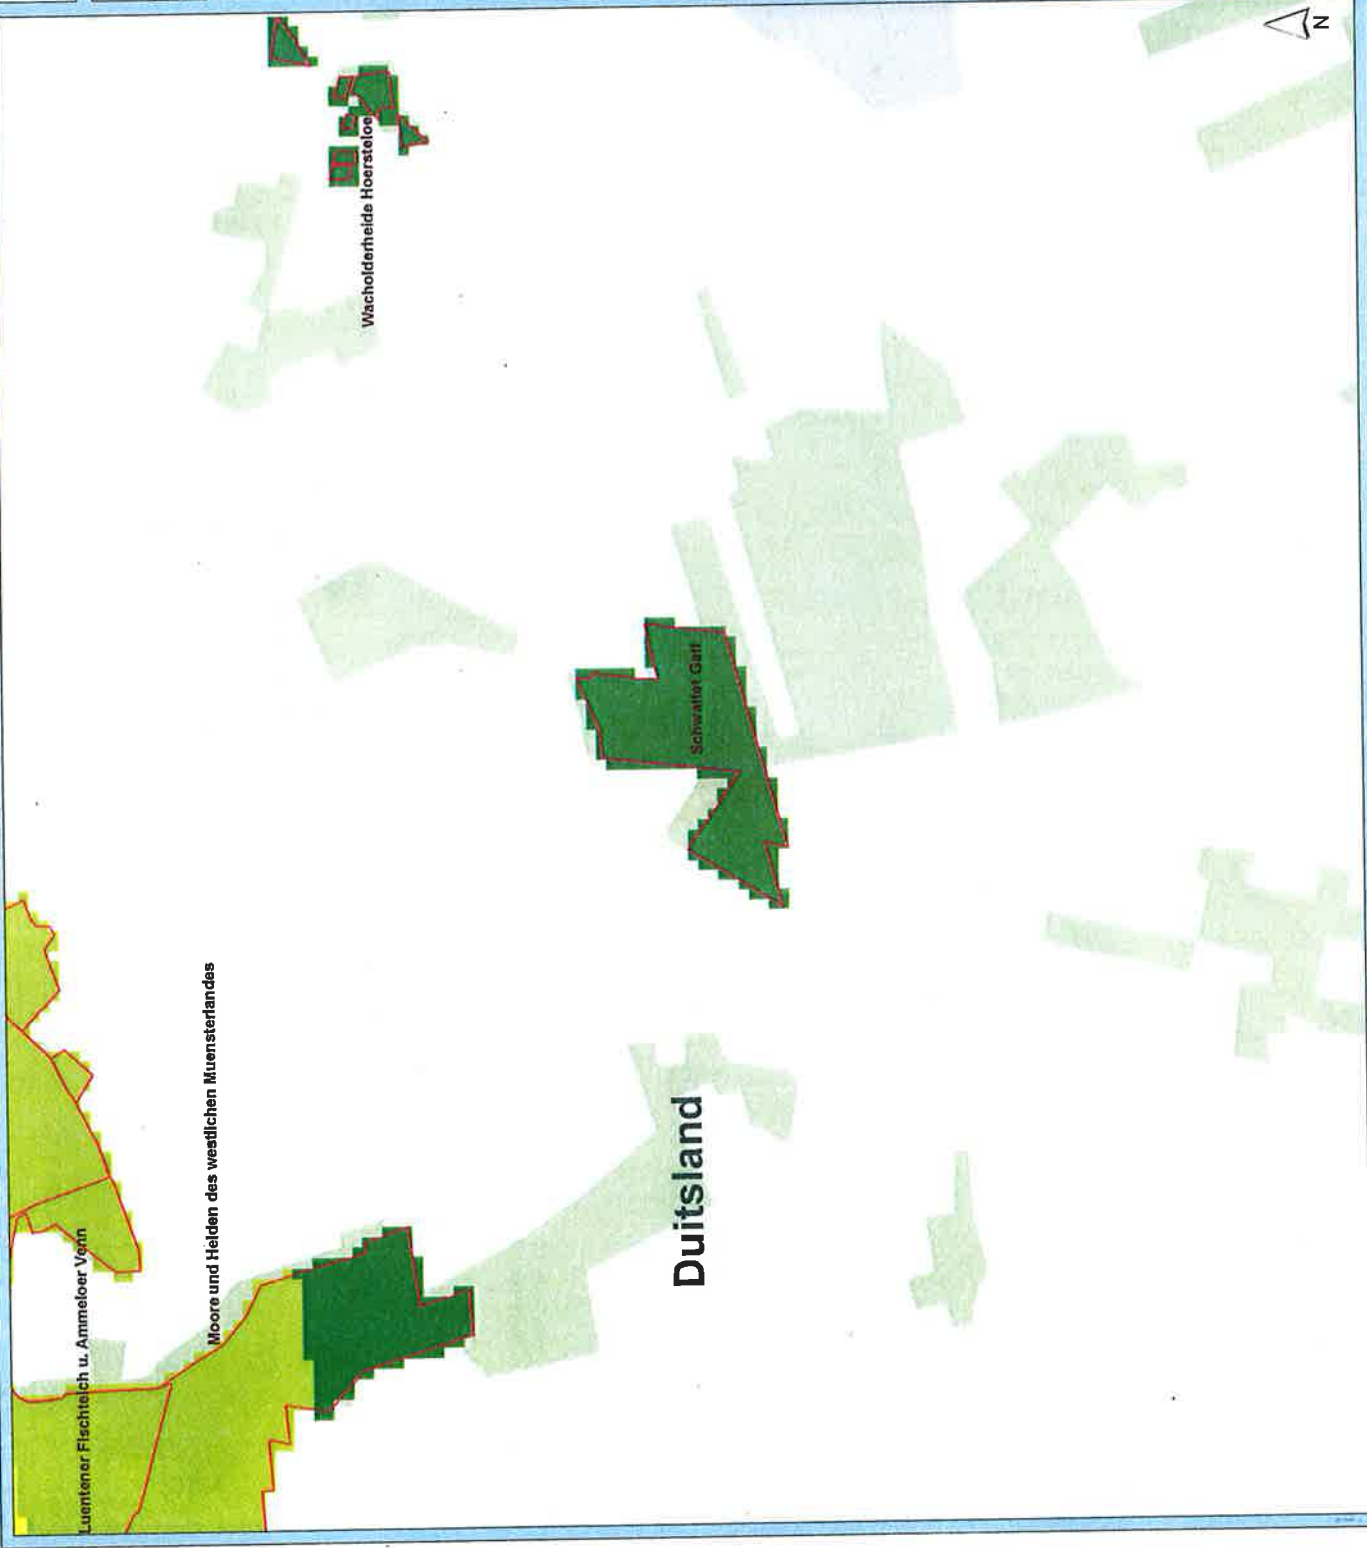 Luentener Fischteich u. Ammeloer Venn
Moore und Heiden des westlichen Muensterlandes
Wacholderheide Hoersteloe
Schwattet Gatt
Duitsland
N